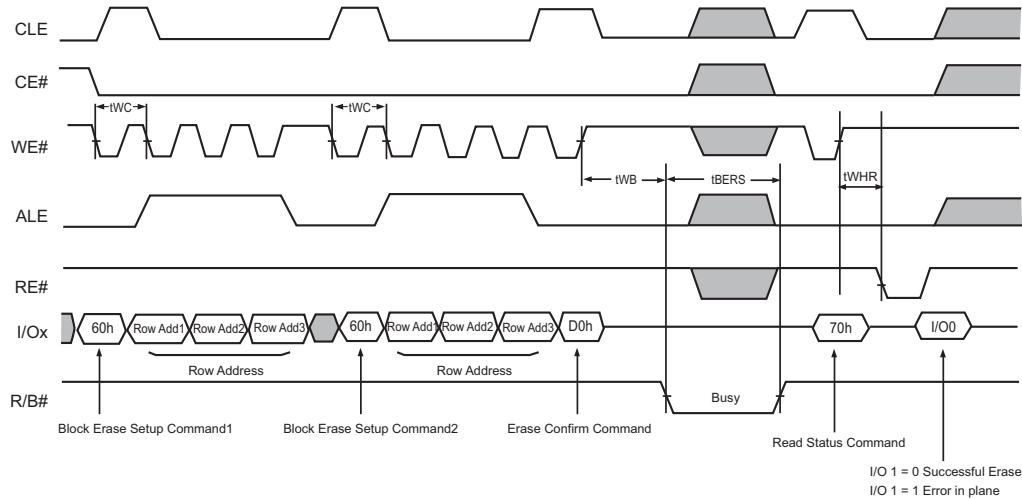 CLE
CE#
tWC
tWC
WE#
tWB
tBERS
tWHR
ALE
RE#
I/Ox
60h
Row Add1
Row Add2
Row Add3
60h
Row Add1
Row Add2
Row Add3
D0h
70h
I/O0
Row Address
Row Address
R/B#
Busy
Block Erase Setup Command1
Block Erase Setup Command2
Erase Confirm Command
Read Status Command
I/O 1 = 0 Successful Erase
I/O 1 = 1 Error in plane